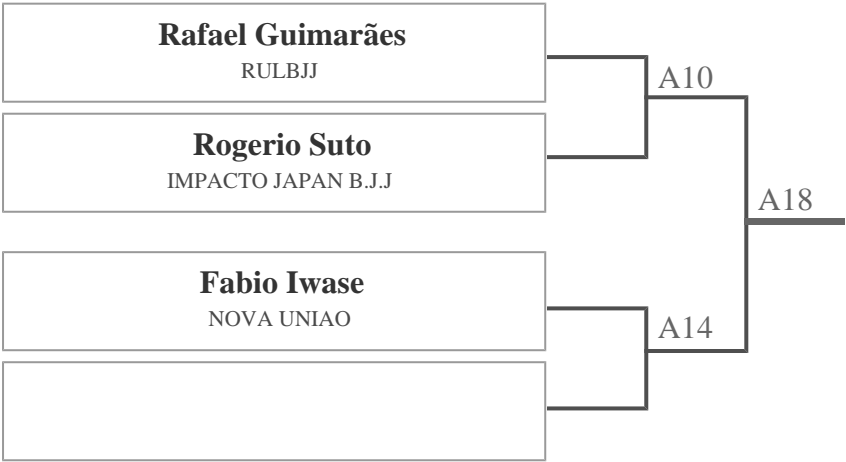 Rafael Guimarães
RULBJJ
A10
Rogerio Suto
IMPACTO JAPAN B.J.J
A18
Fabio Iwase
NOVA UNIAO
A14